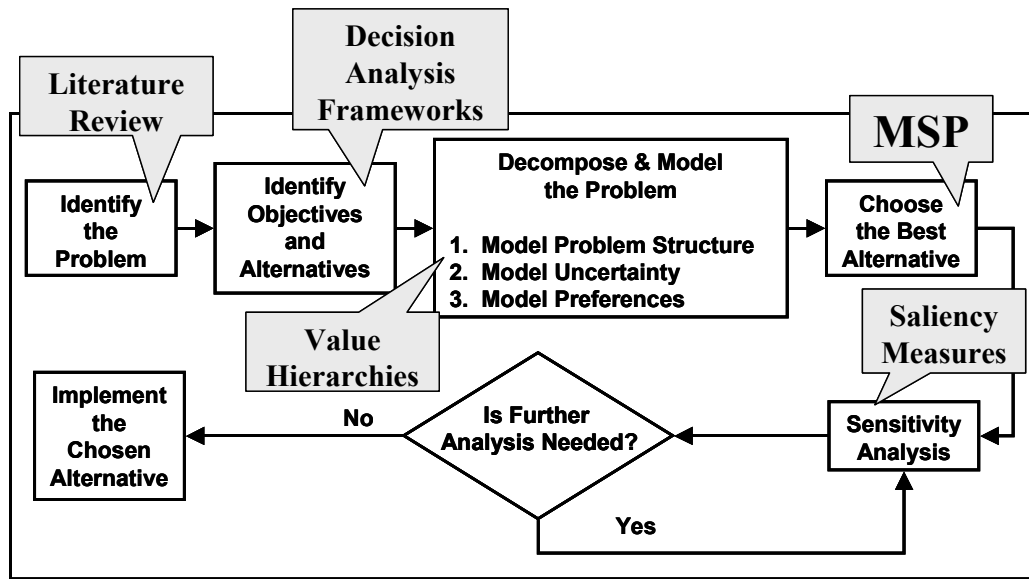 Literature
Review
Decision
Analysis
Frameworks
MSP
Identify
the
Problem
Identify
Objectives
and
Alternatives
Decompose & Model
the Problem
1. Model Problem Structure
2. Model Uncertainty
3. Model Preferences
Choose
the Best
Alternative
Value
Hierarchies
Saliency
Measures
Implement
the
Chosen
Alternative
No
Is Further
Analysis Needed?
Sensitivity
Analysis
Yes